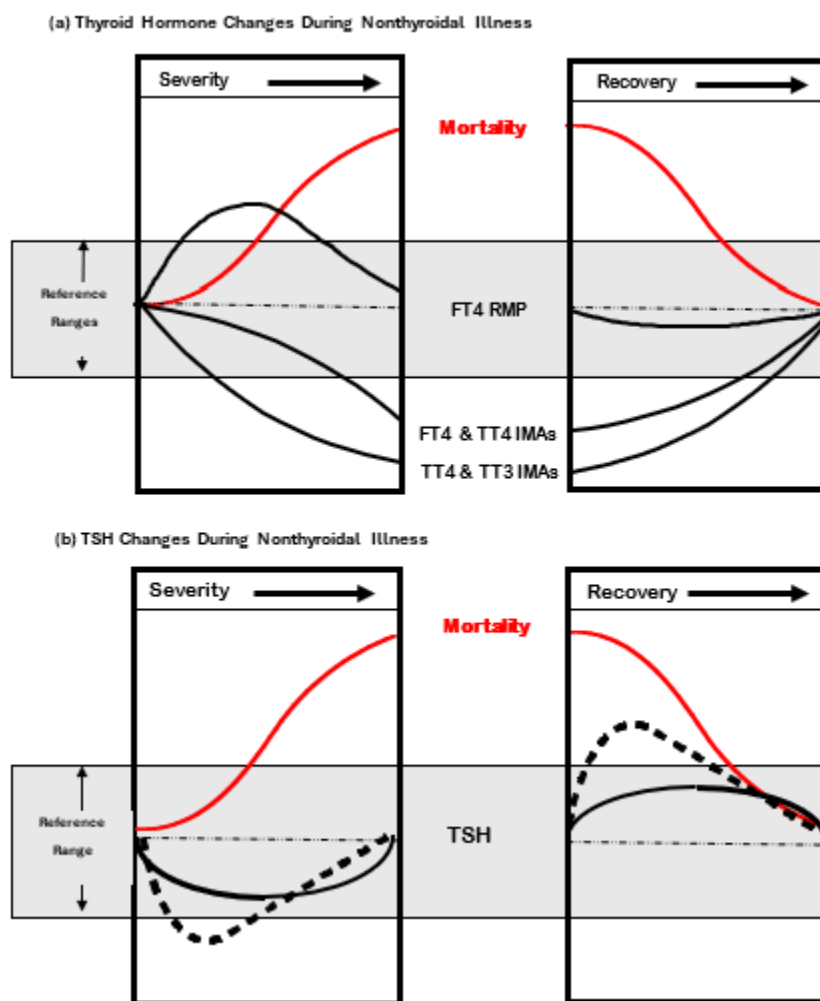 (a) Thyroid Hormone Changes During Nonthyroidal Illness
Severity
Recovery
Mortality
Reference
Ranges
FT4 RMP
FT4 & TT4 IMAs
TT4 & TT3 IMAs
(b) TSH Changes During Nonthyroidal Illness
Severity
Recovery
Mortality
Reference
Range
TSH